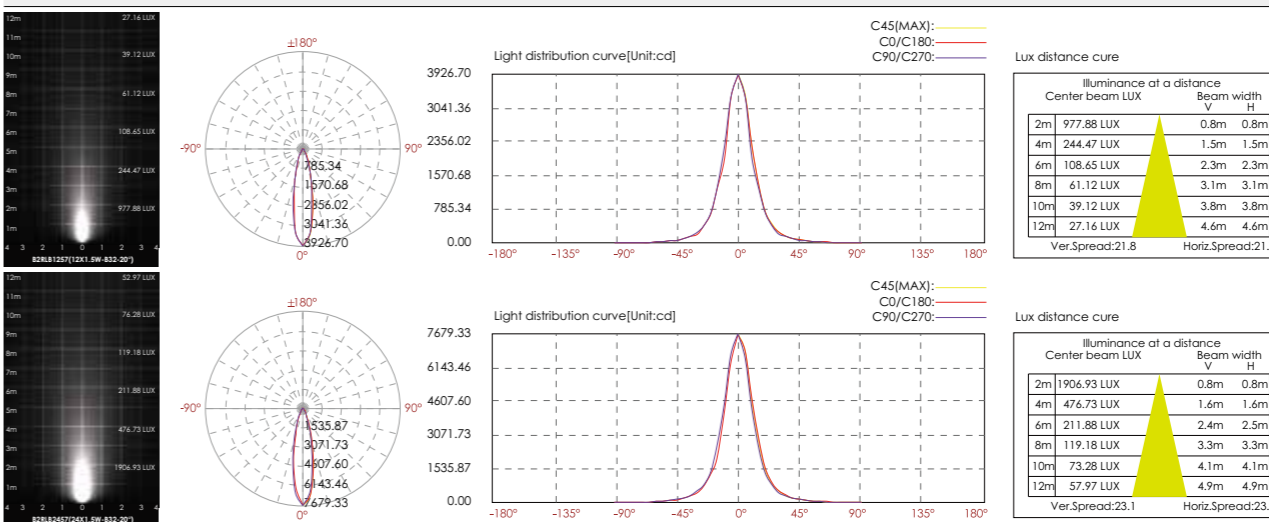 12m 27.16 LUX
11m
10m 39.12 LUX
9m
8m 61.12 LUX
7m
6m 108.65 LUX
5m
4m 244.47 LUX
3m
2m 977.88 LUX
1m
4 3 2 1 0 1 2 3 4
B2RLB1257(12X1.5W-B32-20°)
±180°
-90° 90°
785.34
1570.68
2356.02
3041.36
3926.70
0°
Light distribution curve[Unit:cd]
C45(MAX):
C0/C180:
C90/C270:
3926.70
3041.36
2356.02
1570.68
785.34
0.00
-180° -135° -90° -45° 0° 45° 90° 135° 180°
Lux distance cure
Illuminance at a distance
Center beam LUX Beam width
V H
2m 977.88 LUX 0.8m 0.8m
4m 244.47 LUX 1.5m 1.5m
6m 108.65 LUX 2.3m 2.3m
8m 61.12 LUX 3.1m 3.1m
10m 39.12 LUX 3.8m 3.8m
12m 27.16 LUX 4.6m 4.6m
Ver.Spread:21.8 Horiz.Spread:21.
12m 52.97 LUX
11m
10m 76.28 LUX
9m
8m 119.18 LUX
7m
6m 211.88 LUX
5m
4m 476.73 LUX
3m
2m 1906.93 LUX
1m
4 3 2 1 0 1 2 3 4
B2RLB2457(24X1.5W-B32-20°)
±180°
-90° 90°
1535.87
3071.73
4607.60
6143.46
7679.33
0°
Light distribution curve[Unit:cd]
C45(MAX):
C0/C180:
C90/C270:
7679.33
6143.46
4607.60
3071.73
1535.87
0.00
-180° -135° -90° -45° 0° 45° 90° 135° 180°
Lux distance cure
Illuminance at a distance
Center beam LUX Beam width
V H
2m 1906.93 LUX 0.8m 0.8m
4m 476.73 LUX 1.6m 1.6m
6m 211.88 LUX 2.4m 2.5m
8m 119.18 LUX 3.3m 3.3m
10m 73.28 LUX 4.1m 4.1m
12m 57.97 LUX 4.9m 4.9m
Ver.Spread:23.1 Horiz.Spread:23.